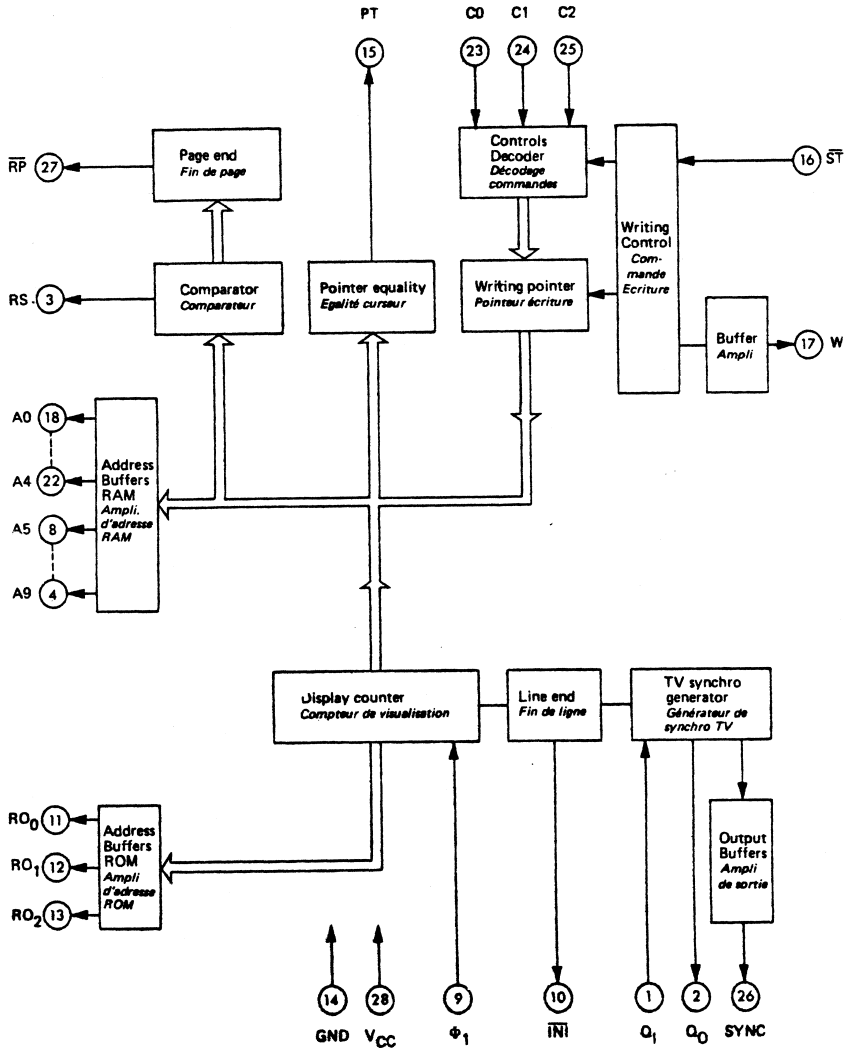 PT
C0 C1 C2
15
23 24 25
RP 27
Page end
Fin de page
Controls
Decoder
Décodage
commandes
16 ST
Writing
Control
Com-
mande
Ecriture
RS 3
Comparator
Comparateur
Pointer equality
Egalité curseur
Writing pointer
Pointeur écriture
Buffer
Ampli
17 W
A0 18
A4 22
A5 8
A9 4
Address
Buffers
RAM
Ampli.
d'adresse
RAM
Display counter
Compteur de visualisation
Line end
Fin de ligne
TV synchro
generator
Générateur de
synchro TV
RO0 11
RO1 12
RO2 13
Address
Buffers
ROM
Ampli
d'adresse
ROM
Output
Buffers
Ampli
de sortie
14 28 9 10 1 2 26
GND VCC Φ1 INI QI QO SYNC